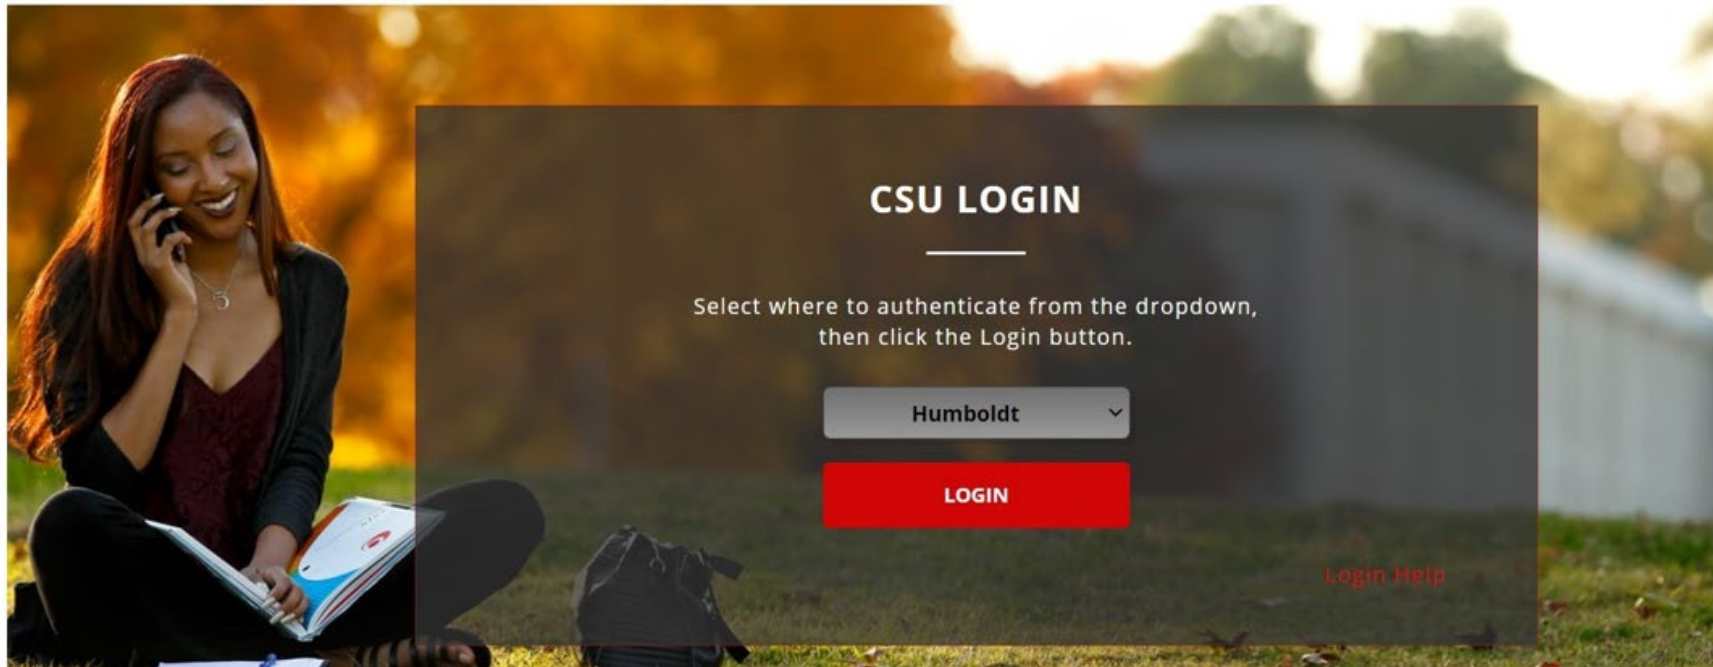 CSU LOGIN
Select where to authenticate from the dropdown,
then click the Login button.
Humboldt
LOGIN
Login Help